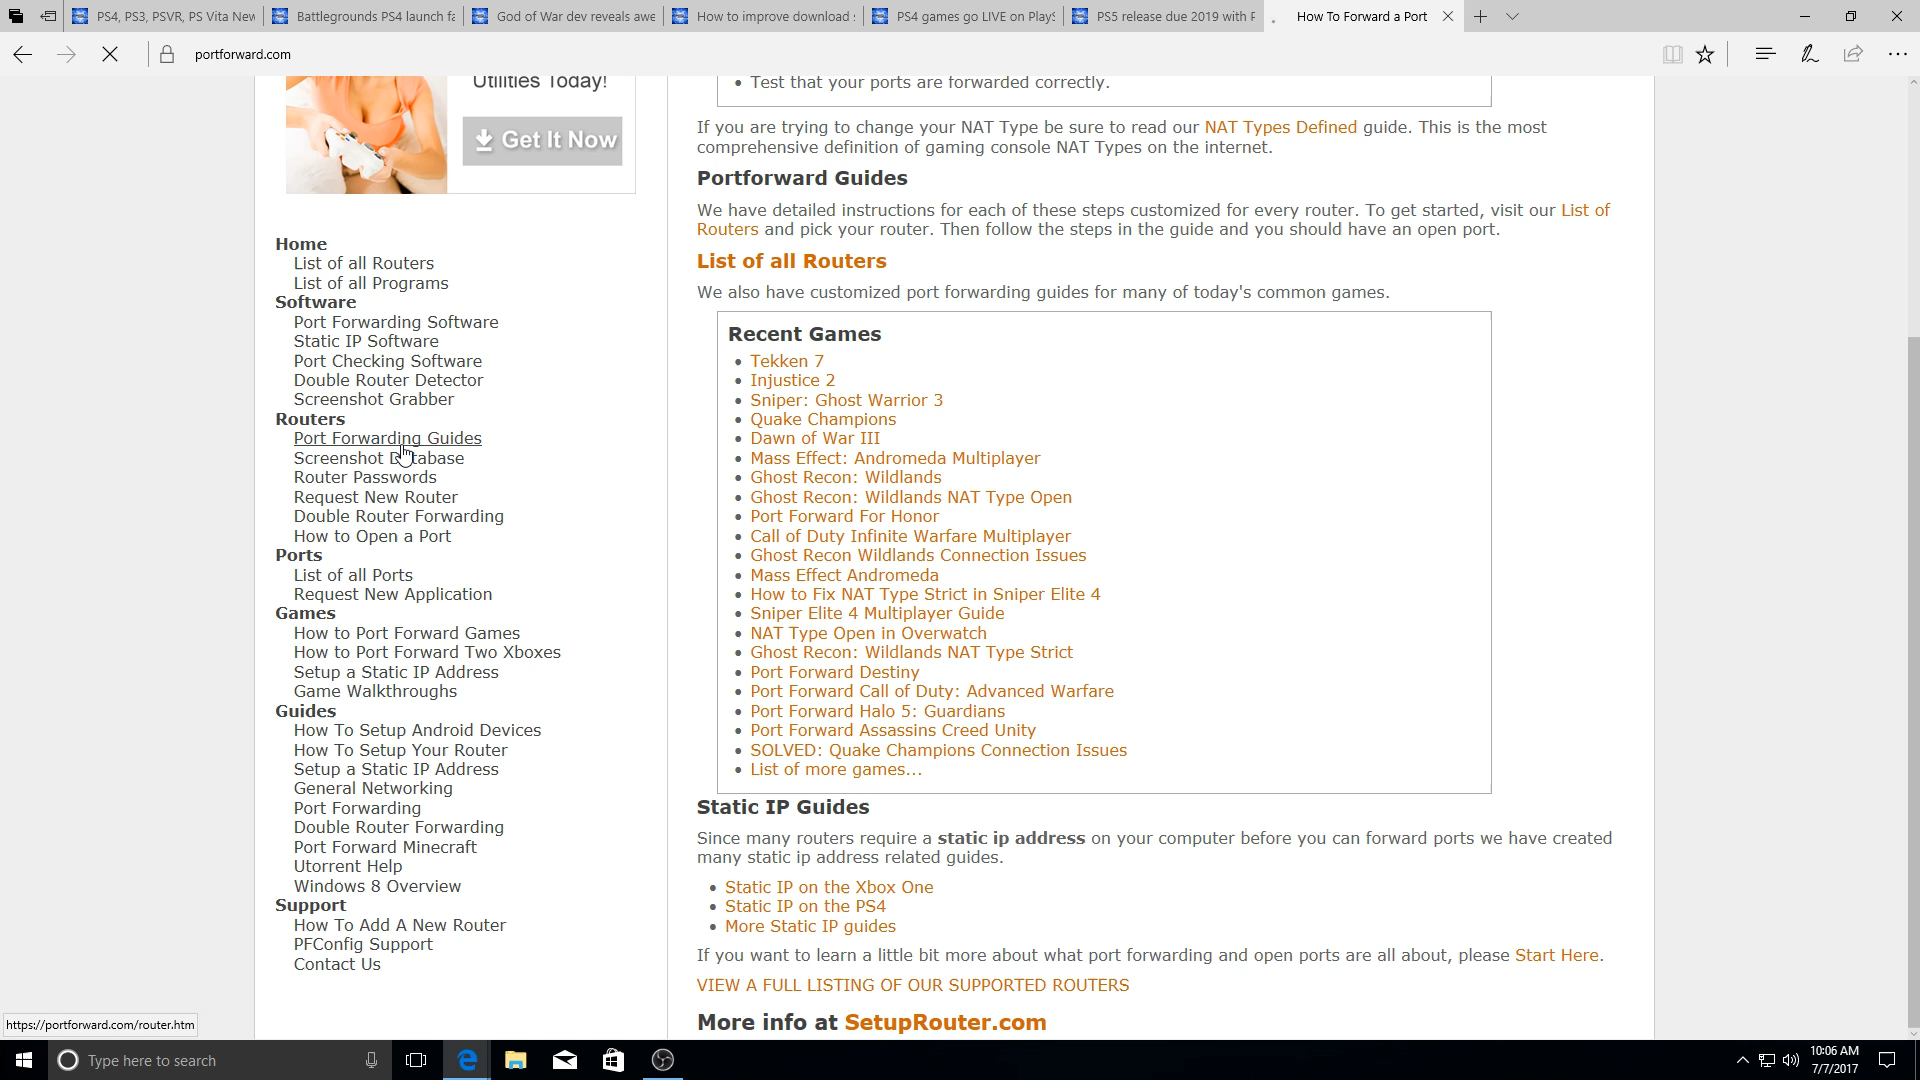 PS4, PS3, PSVR, PS Vita Nev
Battlegrounds PS4 launch fa
God of War dev reveals awe
How to improve download s
PS4 games go LIVE on PlayS
PS5 release due 2019 with F
How To Forward a Port
portforward.com
Utilities Today!
Get It Now
Home
List of all Routers
List of all Programs
Software
Port Forwarding Software
Static IP Software
Port Checking Software
Double Router Detector
Screenshot Grabber
Routers
Port Forwarding Guides
Screenshot Database
Router Passwords
Request New Router
Double Router Forwarding
How to Open a Port
Ports
List of all Ports
Request New Application
Games
How to Port Forward Games
How to Port Forward Two Xboxes
Setup a Static IP Address
Game Walkthroughs
Guides
How To Setup Android Devices
How To Setup Your Router
Setup a Static IP Address
General Networking
Port Forwarding
Double Router Forwarding
Port Forward Minecraft
Utorrent Help
Windows 8 Overview
Support
How To Add A New Router
PFConfig Support
Contact Us
• Test that your ports are forwarded correctly.
If you are trying to change your NAT Type be sure to read our NAT Types Defined guide. This is the most
comprehensive definition of gaming console NAT Types on the internet.
Portforward Guides
We have detailed instructions for each of these steps customized for every router. To get started, visit our List of
Routers and pick your router. Then follow the steps in the guide and you should have an open port.
List of all Routers
We also have customized port forwarding guides for many of today's common games.
Recent Games
• Tekken 7
• Injustice 2
• Sniper: Ghost Warrior 3
• Quake Champions
• Dawn of War III
• Mass Effect: Andromeda Multiplayer
• Ghost Recon: Wildlands
• Ghost Recon: Wildlands NAT Type Open
• Port Forward For Honor
• Call of Duty Infinite Warfare Multiplayer
• Ghost Recon Wildlands Connection Issues
• Mass Effect Andromeda
• How to Fix NAT Type Strict in Sniper Elite 4
• Sniper Elite 4 Multiplayer Guide
• NAT Type Open in Overwatch
• Ghost Recon: Wildlands NAT Type Strict
• Port Forward Destiny
• Port Forward Call of Duty: Advanced Warfare
• Port Forward Halo 5: Guardians
• Port Forward Assassins Creed Unity
• SOLVED: Quake Champions Connection Issues
• List of more games...
Static IP Guides
Since many routers require a static ip address on your computer before you can forward ports we have created
many static ip address related guides.
• Static IP on the Xbox One
• Static IP on the PS4
• More Static IP guides
If you want to learn a little bit more about what port forwarding and open ports are all about, please Start Here.
VIEW A FULL LISTING OF OUR SUPPORTED ROUTERS
More info at SetupRouter.com
https://portforward.com/router.htm
Type here to search
10:06 AM
7/7/2017